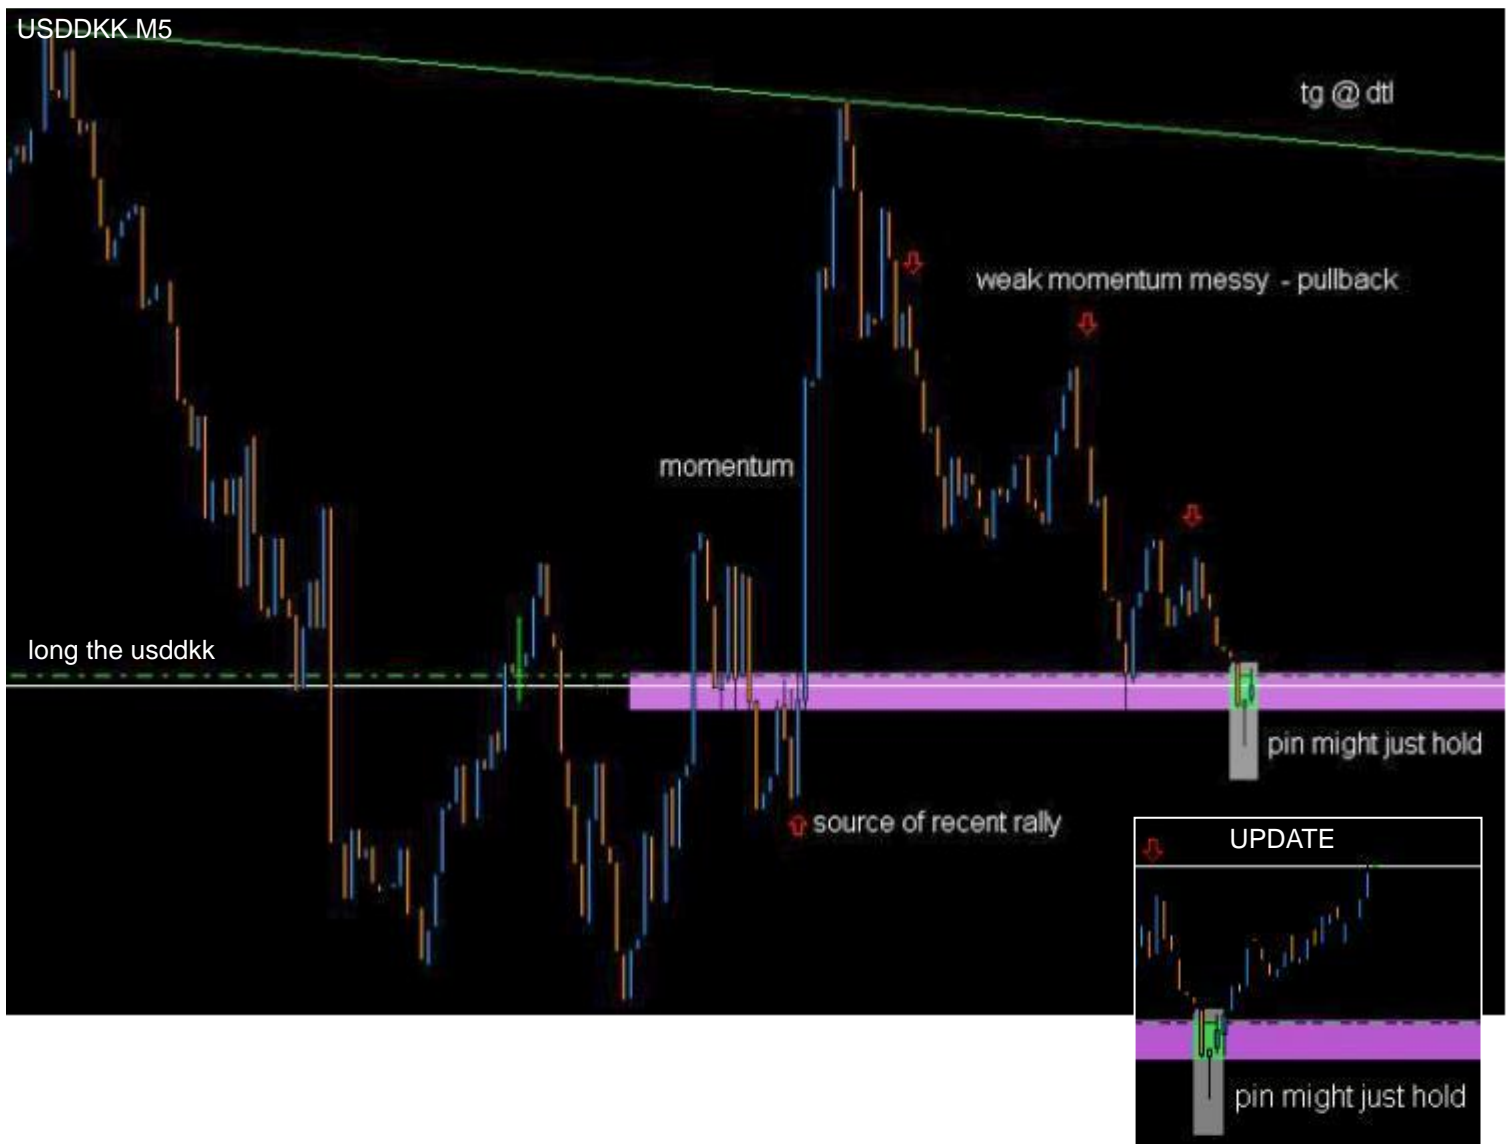 USDDKK M5
tg @ dtl
weak momentum messy - pullback
momentum
long the usddkk
pin might just hold
source of recent rally
UPDATE
pin might just hold